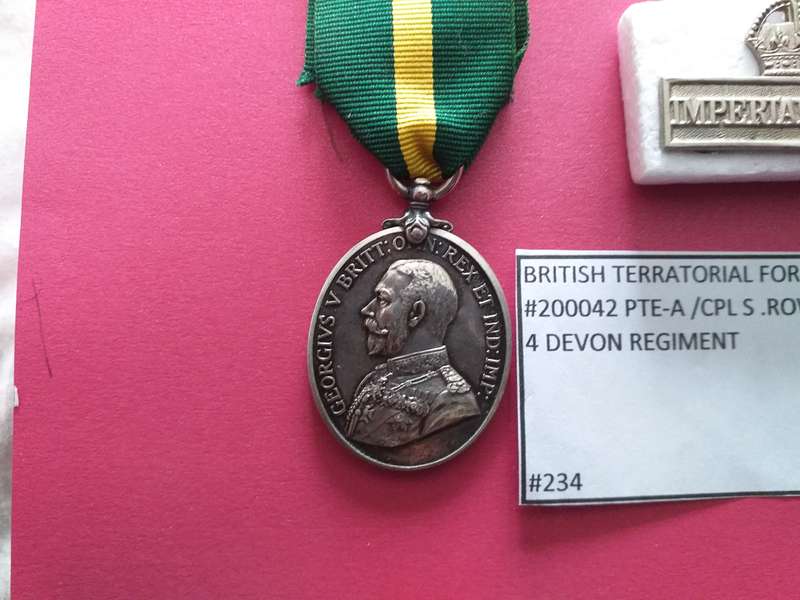 GEORGIVS V BRITT: OMN: REX ET IND: IMP:
IMPERIA
BRITISH TERRATORIAL FOR
#200042 PTE-A /CPL S .ROW
4 DEVON REGIMENT
#234